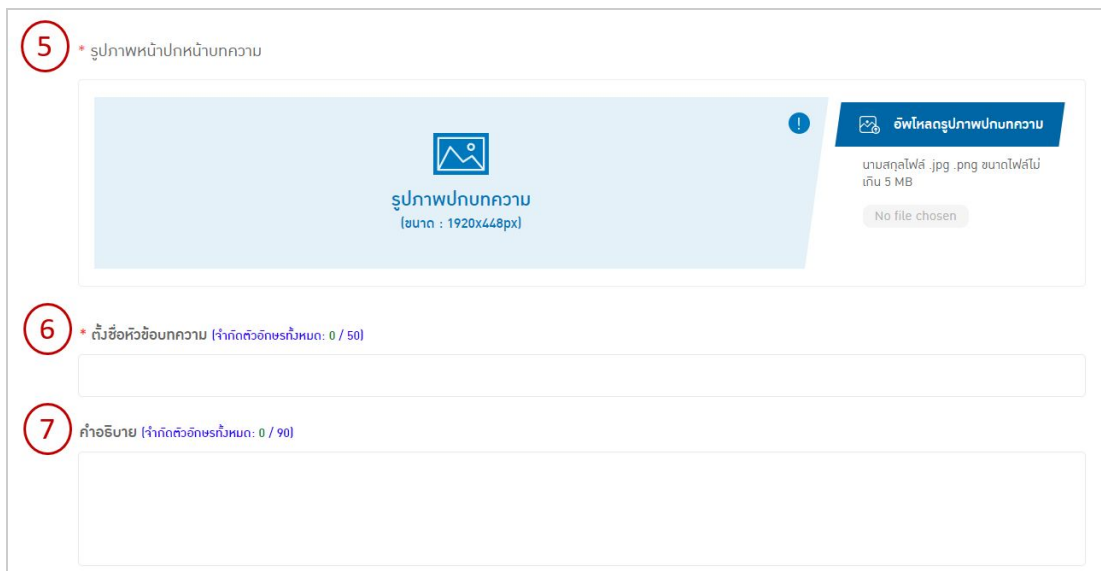 5 * รูปภาพหน้าปกหน้าบทความ
! อัพโหลดรูปภาพปกบทความ
นามสกุลไฟล์ .jpg .png ขนาดไฟล์ไม่
เกิน 5 MB
รูปภาพปกบทความ
(ขนาด : 1920x448px)
No file chosen
6 * ตั้งชื่อหัวข้อบทความ (จำกัดตัวอักษรทั้งหมด: 0 / 50)
7 คำอธิบาย (จำกัดตัวอักษรทั้งหมด: 0 / 90)